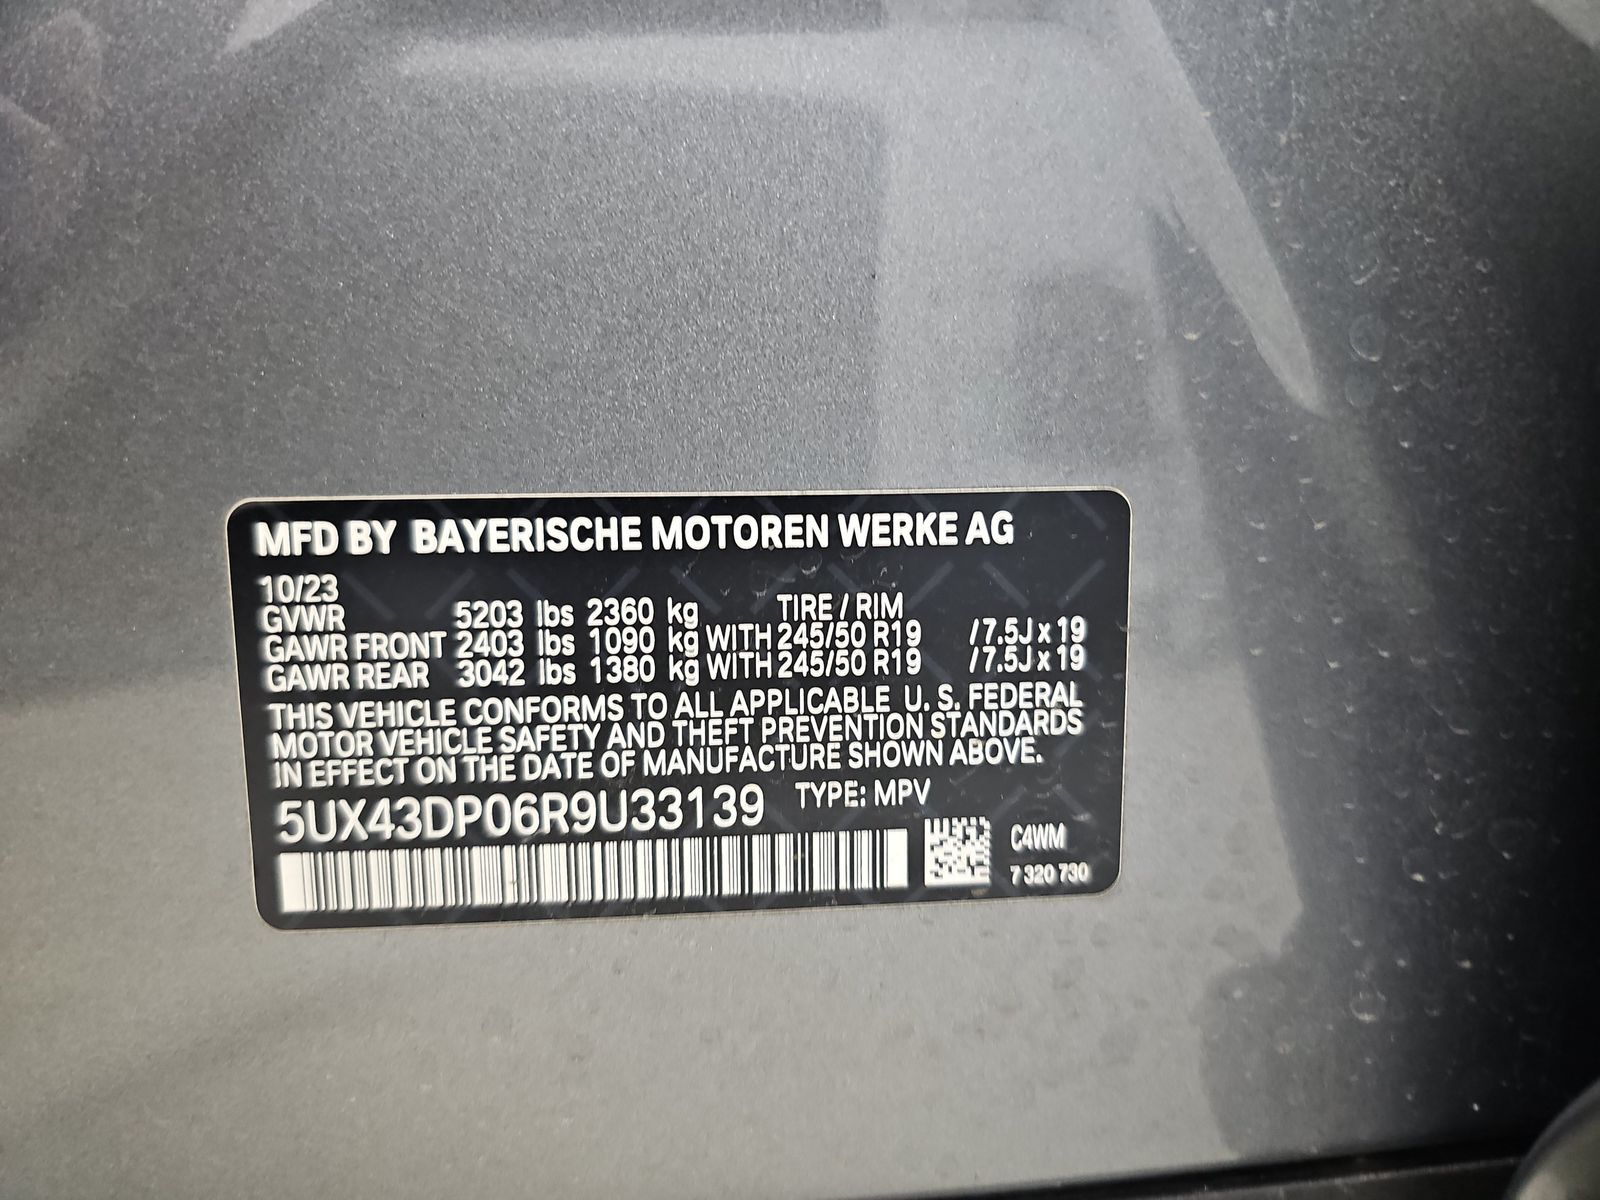 MFD BY BAYERISCHE MOTOREN WERKE AG
10/23
GVWR 5203 lbs 2360 kg TIRE / RIM
GAWR FRONT 2403 lbs 1090 kg WITH 245/50 R19 /7.5J x 19
GAWR REAR 3042 lbs 1380 kg WITH 245/50 R19 /7.5J x 19
THIS VEHICLE CONFORMS TO ALL APPLICABLE U. S. FEDERAL
MOTOR VEHICLE SAFETY AND THEFT PREVENTION STANDARDS
IN EFFECT ON THE DATE OF MANUFACTURE SHOWN ABOVE.
5UX43DP06R9U33139 TYPE: MPV
C4WM
7 320 730